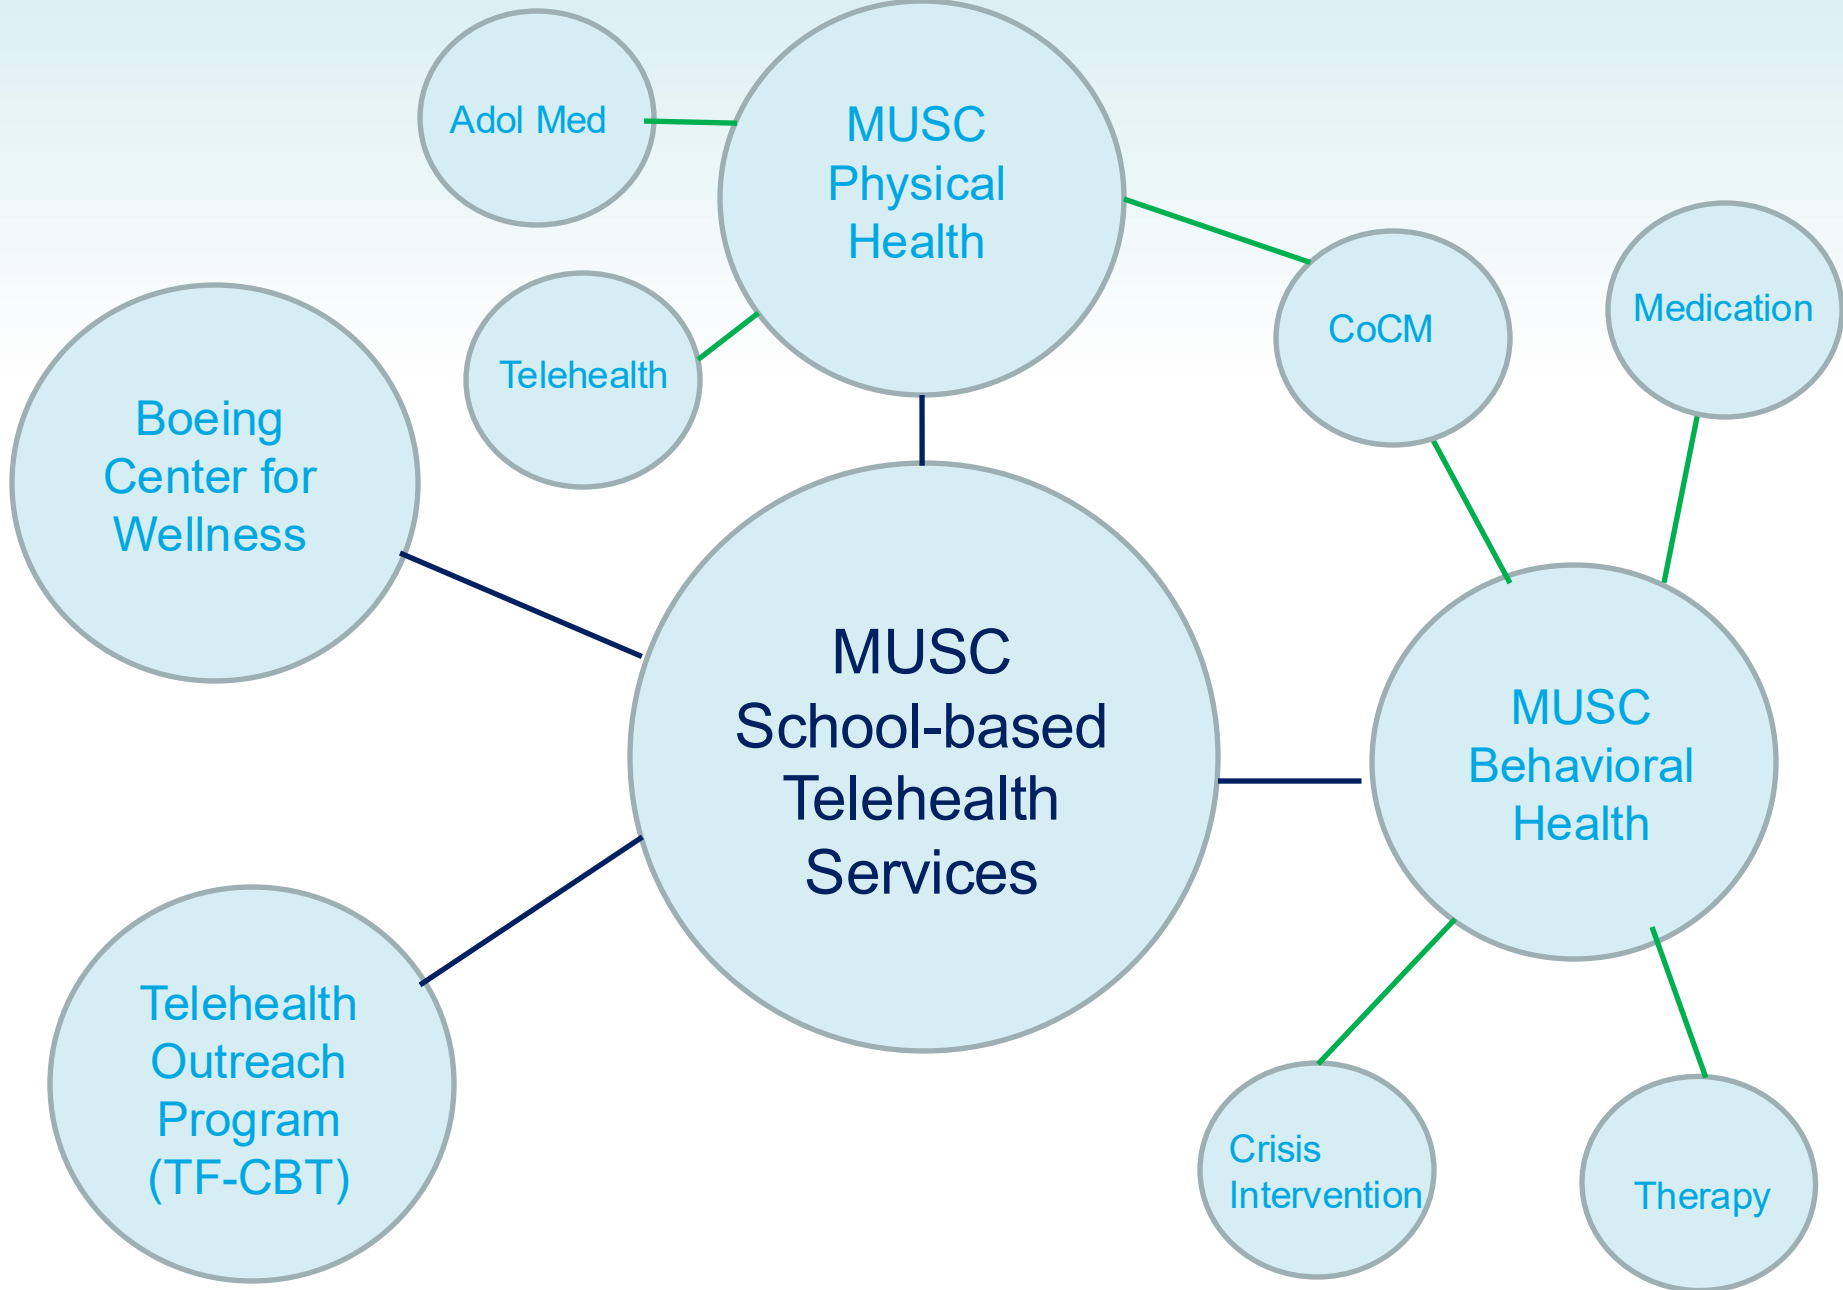 Adol Med
MUSC
Physical
Health
CoCM
Medication
Telehealth
Boeing
Center for
Wellness
MUSC
School-based
Telehealth
Services
MUSC
Behavioral
Health
Telehealth
Outreach
Program
(TF-CBT)
Crisis
Intervention
Therapy